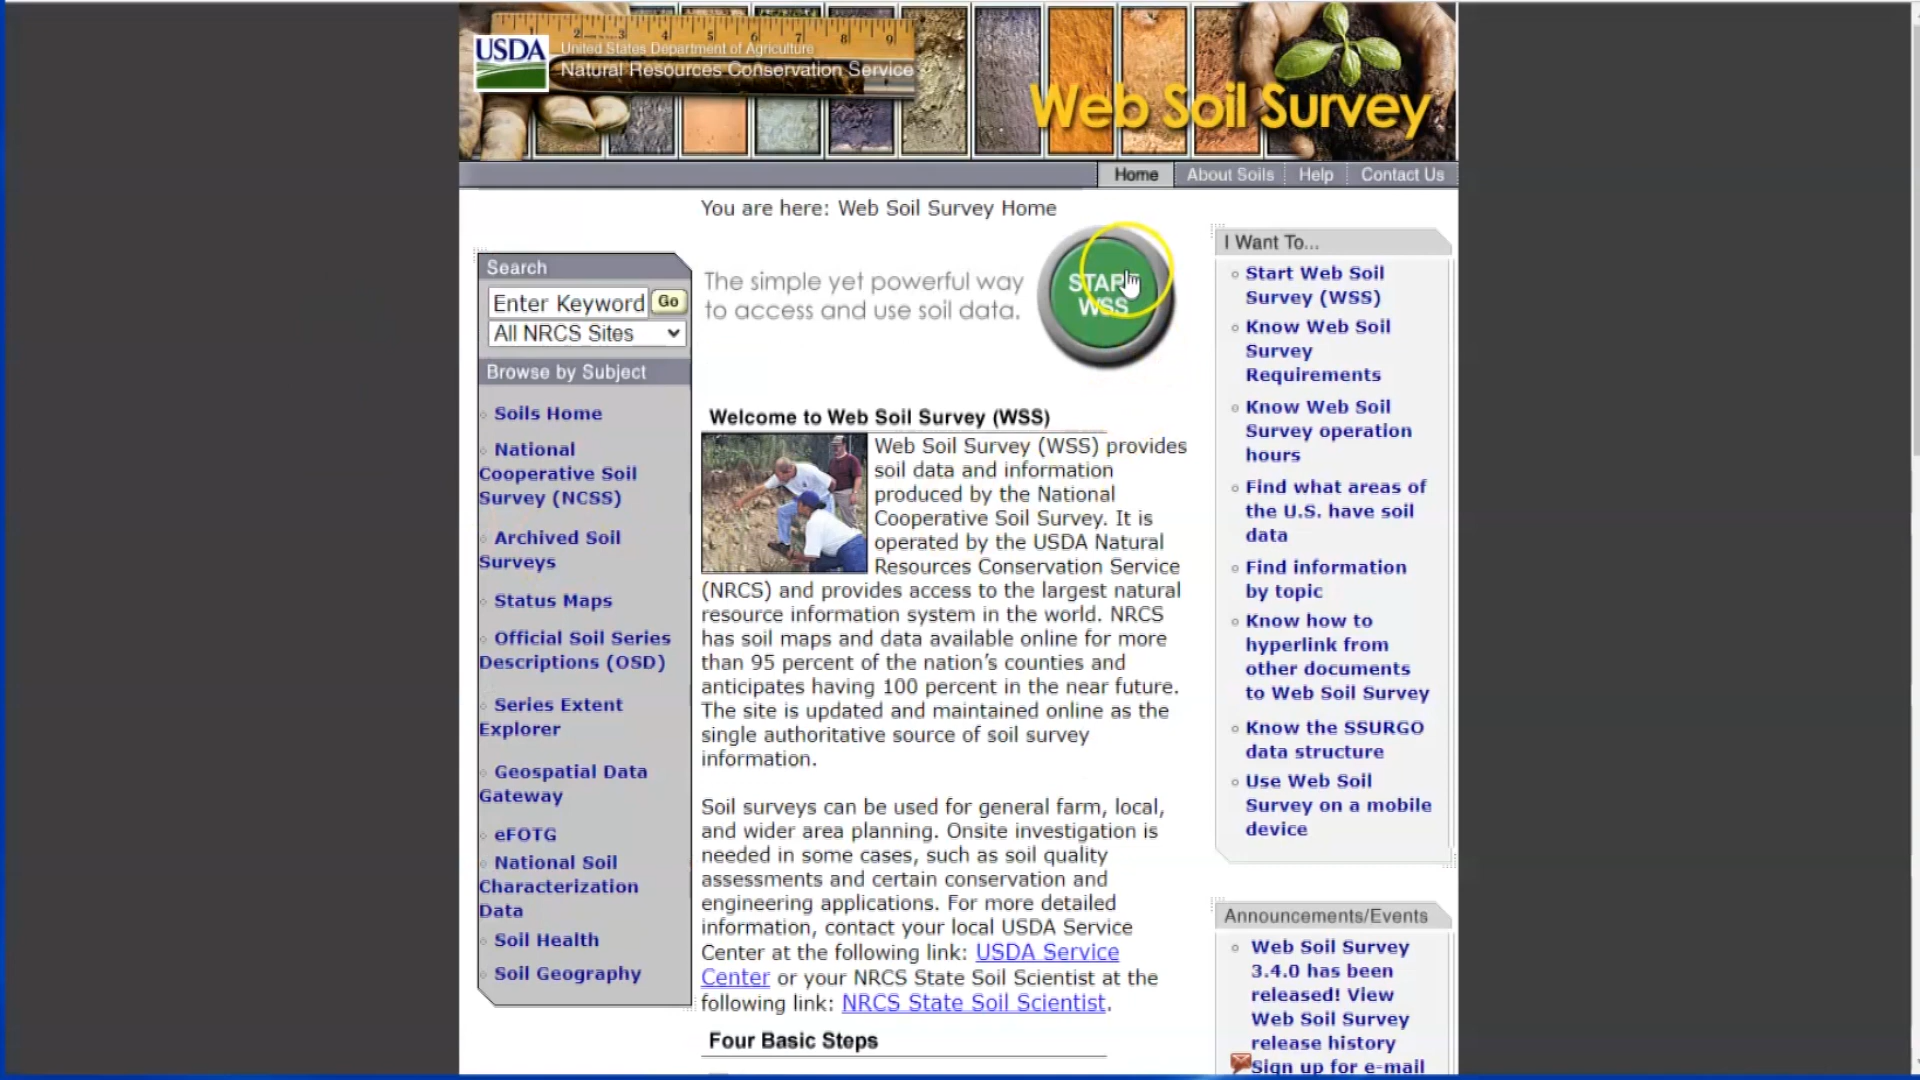 USDA
United States Department of Agriculture
Natural Resources Conservation Service
Web Soil Survey
Home
About Soils
Help
Contact Us
You are here: Web Soil Survey Home
Search
Enter Keyword
Go
All NRCS Sites
Browse by Subject
Soils Home
National
Cooperative Soil
Survey (NCSS)
Archived Soil
Surveys
Status Maps
Official Soil Series
Descriptions (OSD)
Series Extent
Explorer
Geospatial Data
Gateway
eFOTG
National Soil
Characterization
Data
Soil Health
Soil Geography
The simple yet powerful way
to access and use soil data.
START
WSS
Welcome to Web Soil Survey (WSS)
Web Soil Survey (WSS) provides
soil data and information
produced by the National
Cooperative Soil Survey. It is
operated by the USDA Natural
Resources Conservation Service
(NRCS) and provides access to the largest natural
resource information system in the world. NRCS
has soil maps and data available online for more
than 95 percent of the nation’s counties and
anticipates having 100 percent in the near future.
The site is updated and maintained online as the
single authoritative source of soil survey
information.
Soil surveys can be used for general farm, local,
and wider area planning. Onsite investigation is
needed in some cases, such as soil quality
assessments and certain conservation and
engineering applications. For more detailed
information, contact your local USDA Service
Center at the following link: USDA Service
Center or your NRCS State Soil Scientist at the
following link: NRCS State Soil Scientist.
Four Basic Steps
I Want To...
Start Web Soil
Survey (WSS)
Know Web Soil
Survey
Requirements
Know Web Soil
Survey operation
hours
Find what areas of
the U.S. have soil
data
Find information
by topic
Know how to
hyperlink from
other documents
to Web Soil Survey
Know the SSURGO
data structure
Use Web Soil
Survey on a mobile
device
Announcements/Events
Web Soil Survey
3.4.0 has been
released! View
Web Soil Survey
release history
Sign up for e-mail